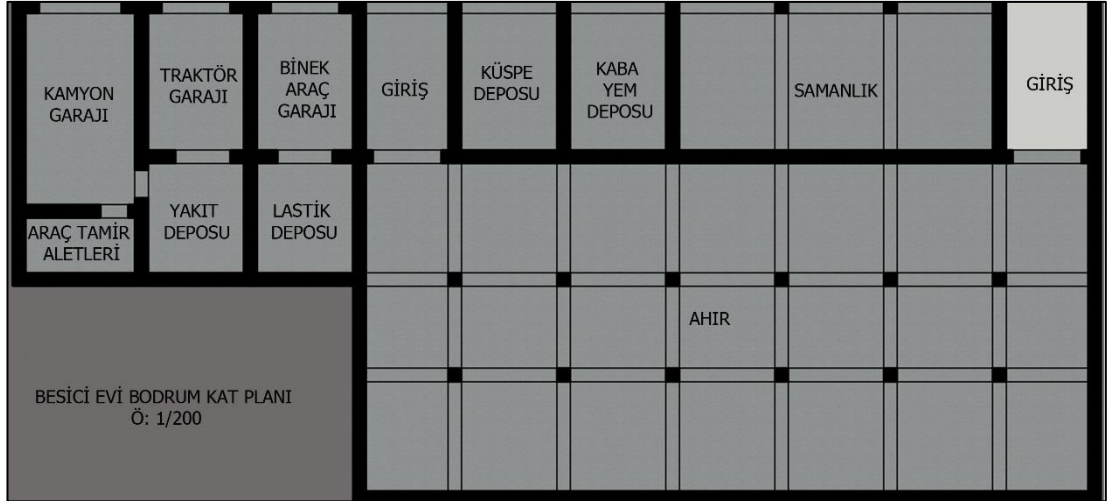 KAMYON
GARAJI
TRAKTÖR
GARAJI
BİNEK
ARAÇ
GARAJI
GİRİŞ
KÜSPE
DEPOSU
KABA
YEM
DEPOSU
SAMANLIK
GİRİŞ
ARAÇ TAMİR
ALETLERİ
YAKIT
DEPOSU
LASTİK
DEPOSU
AHIR
BESİCİ EVİ BODRUM KAT PLANI
Ö: 1/200